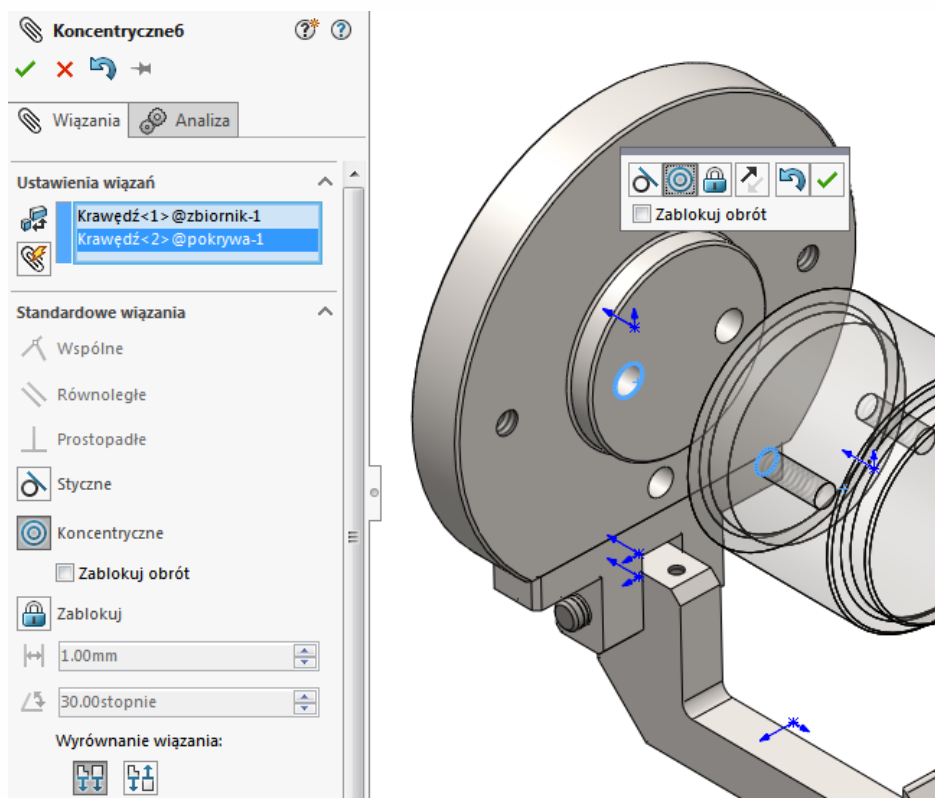 Koncentryczne6
Wiązania
Analiza
Ustawienia wiązań
Krawędź<1>@zbiornik-1
Krawędź<2>@pokrywa-1
Standardowe wiązania
Wspólne
Równoległe
Prostopadłe
Styczne
Koncentryczne
Zablokuj obrót
Zablokuj
1.00mm
30.00stopnie
Wyrównanie wiązania:
Zablokuj obrót